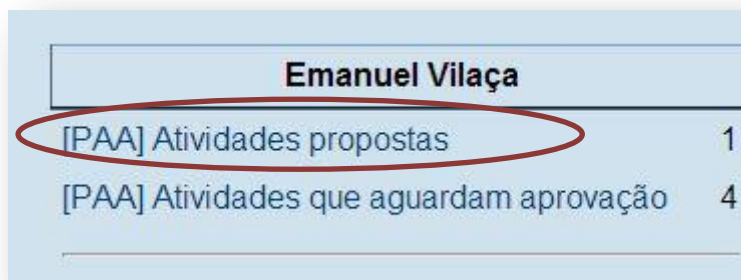 Emanuel Vilaça
[PAA] Atividades propostas 1
[PAA] Atividades que aguardam aprovação 4